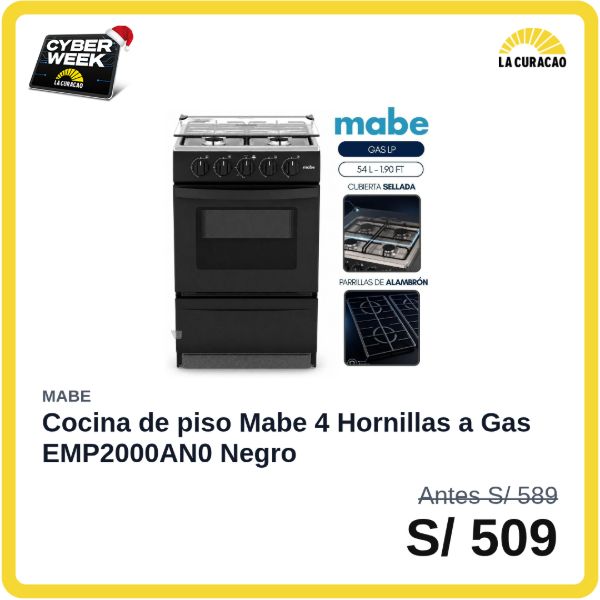 CYBER
WEEK
LA CURACAO
LA CURACAO
mabe
GAS LP
54 L - 1.90 FT
CUBIERTA SELLADA
PARRILLAS DE ALAMBRÓN
mabe
MABE
Cocina de piso Mabe 4 Hornillas a Gas
EMP2000AN0 Negro
Antes S/ 589
S/ 509